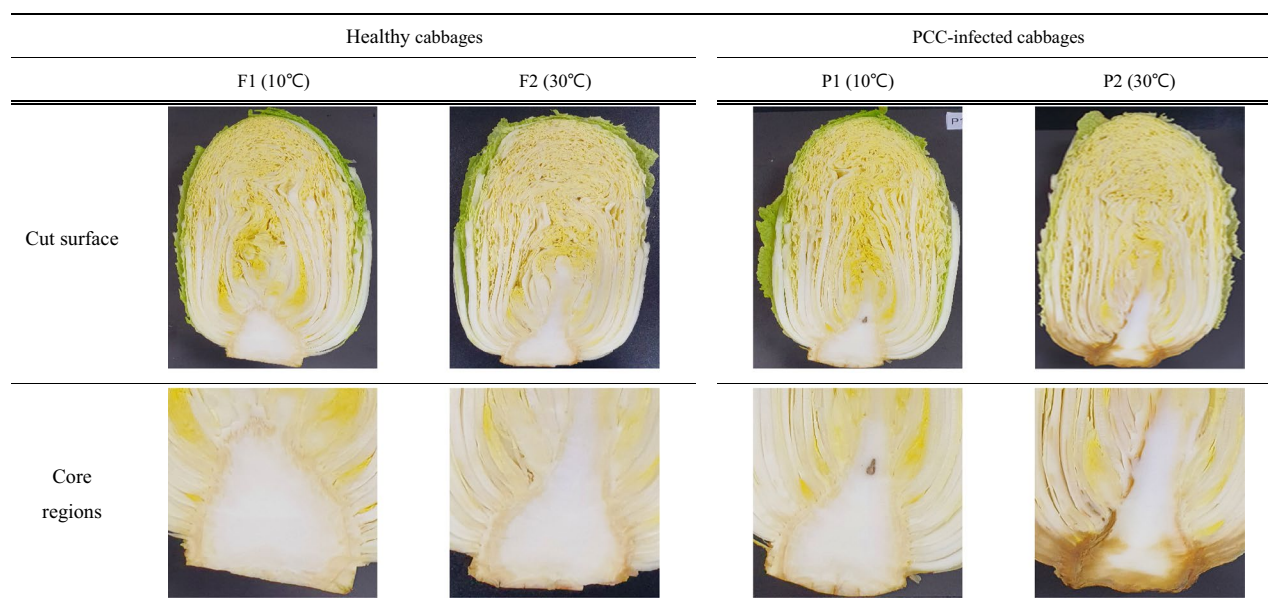 Healthy cabbages
PCC-infected cabbages
F1 (10℃)
F2 (30℃)
P1 (10℃)
P2 (30℃)
Cut surface
Core
regions